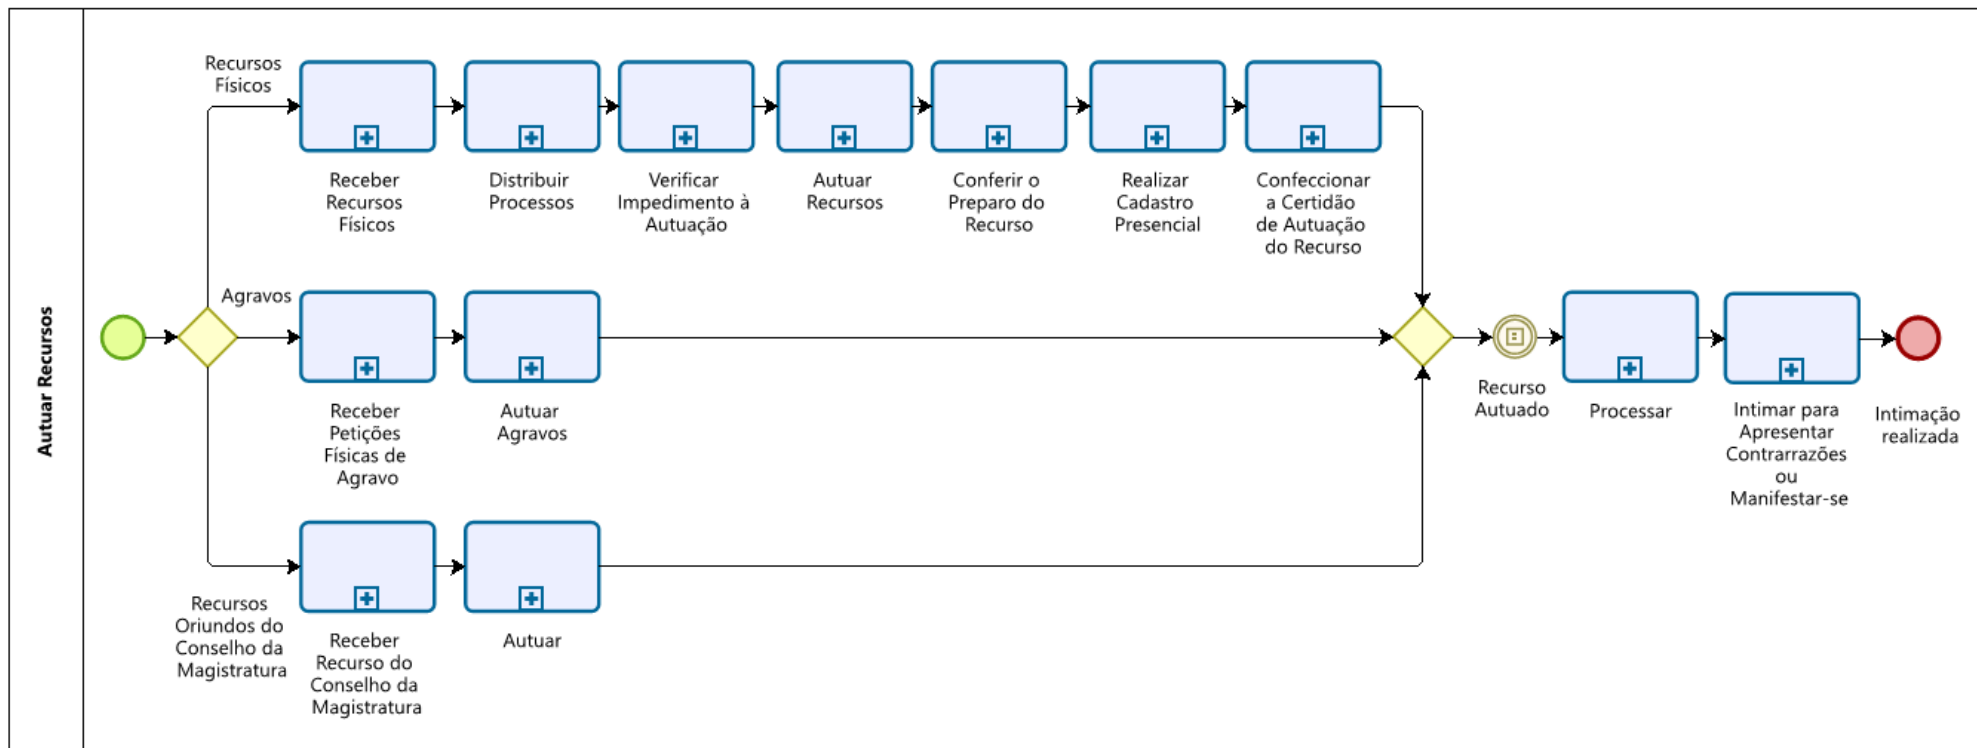 Autuar Recursos
Recursos
Físicos
Receber
Recursos
Físicos
Distribuir
Processos
Verificar
Impedimento à
Autuação
Autuar
Recursos
Conferir o
Preparo do
Recurso
Realizar
Cadastro
Presencial
Confeccionar
a Certidão
de Autuação
do Recurso
Agravos
Receber
Petições
Físicas de
Agravo
Autuar
Agravos
Recurso
Autuado
Processar
Intimar para
Apresentar
Contrarrazões
ou
Manifestar-se
Intimação
realizada
Recursos
Oriundos do
Conselho da
Magistratura
Receber
Recurso do
Conselho da
Magistratura
Autuar